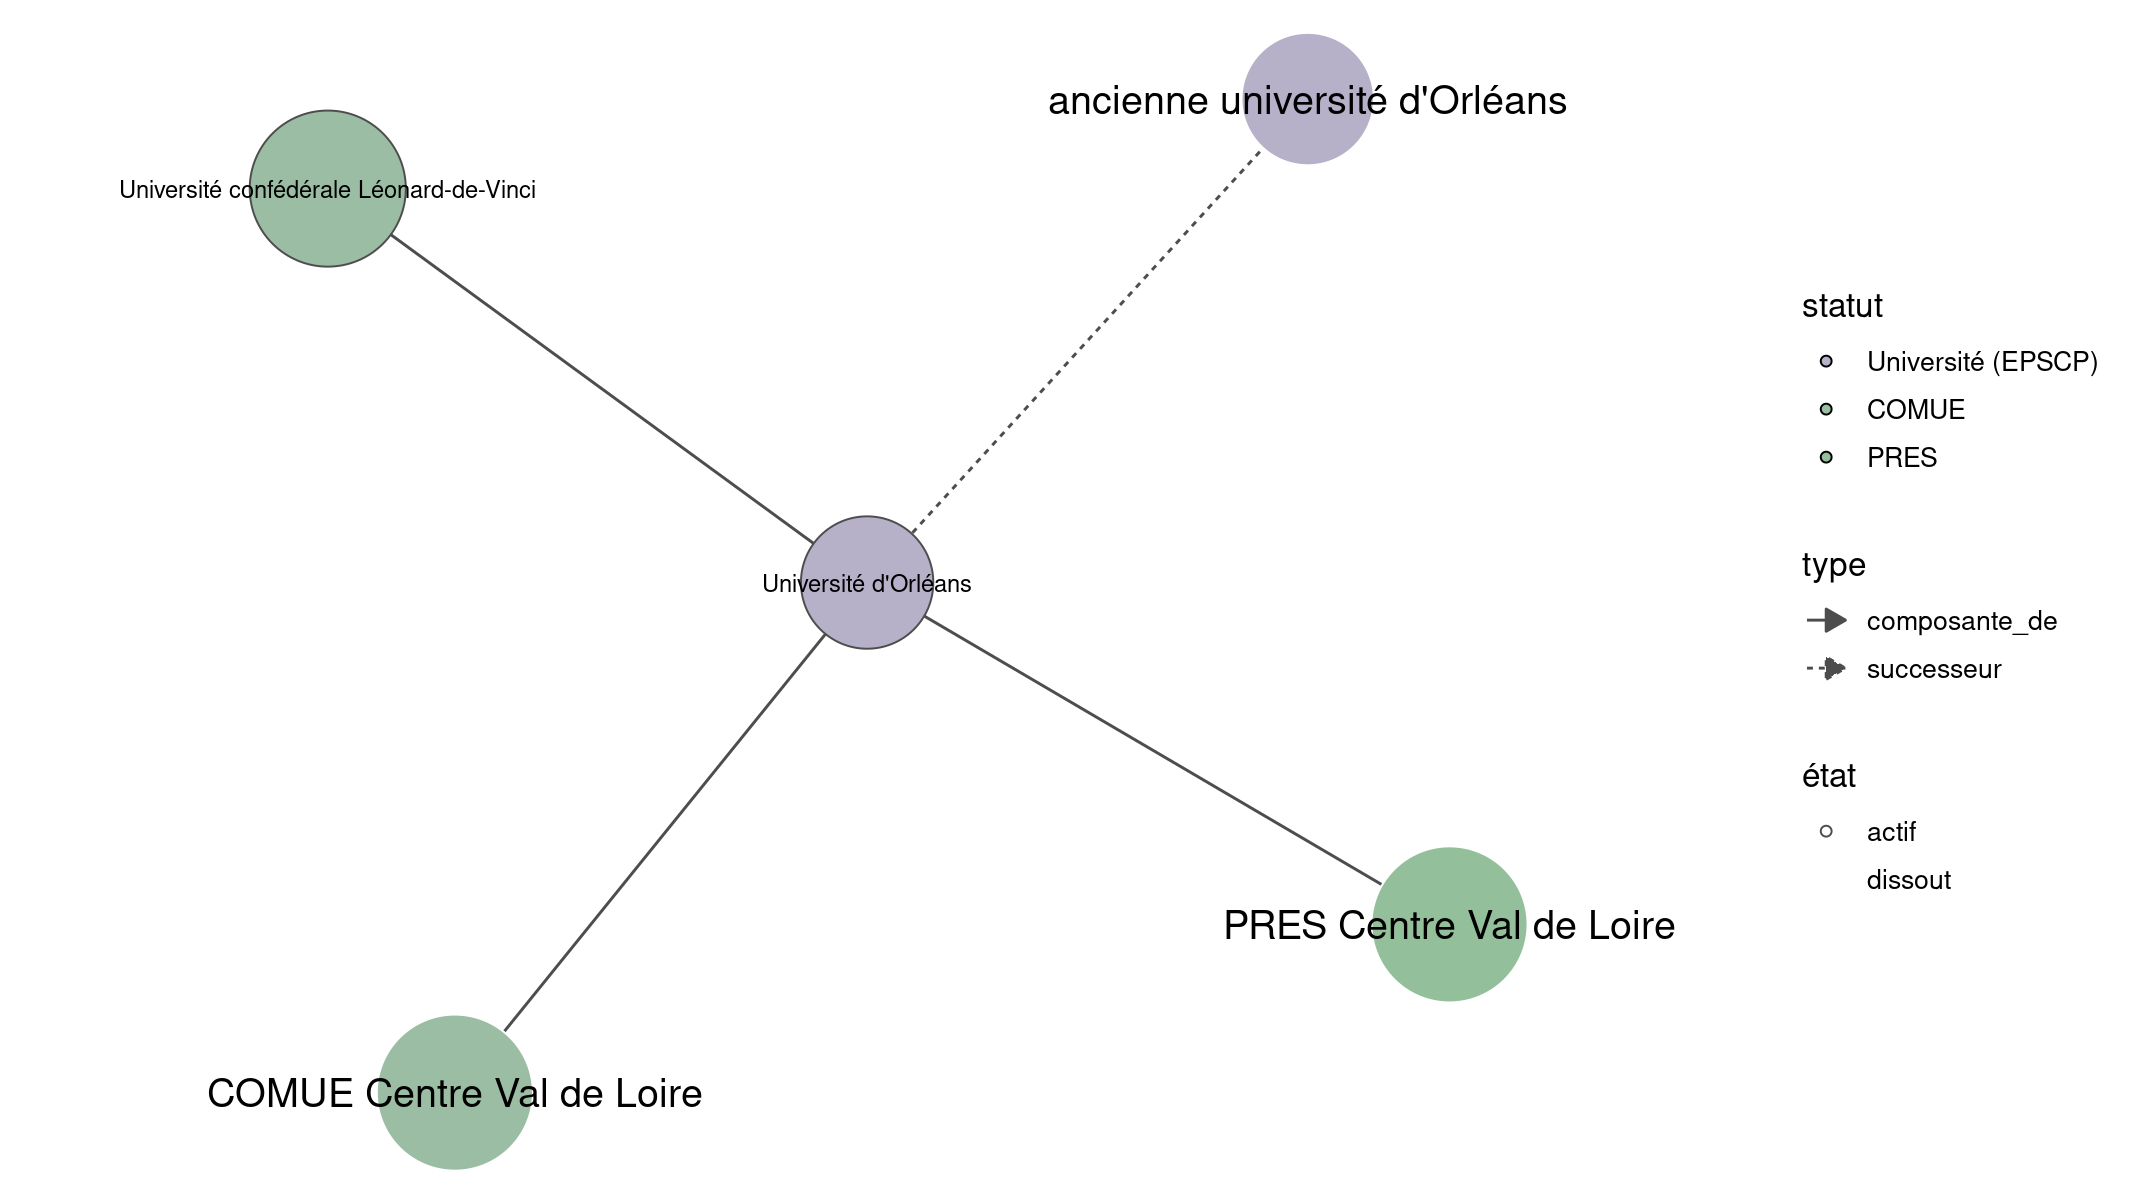 ancienne université d'Orléans
Université confédérale Léonard-de-Vinci
Université d'Orléans
PRES Centre Val de Loire
COMUE Centre Val de Loire
statut
Université (EPSCP)
COMUE
PRES
type
composante_de
successeur
état
actif
dissout